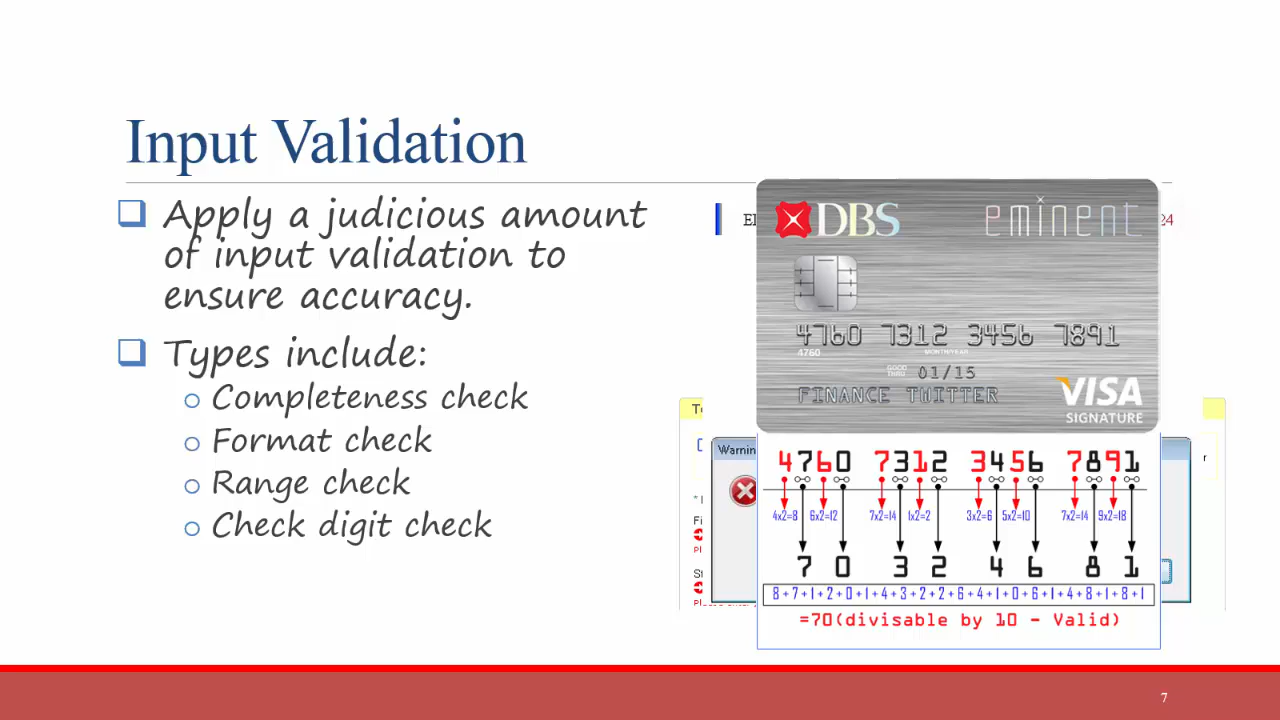 Input Validation
Apply a judicious amount
of input validation to
ensure accuracy.
Types include:
Completeness check
Format check
Range check
Check digit check
24
DBS eminent
4760 7312 3456 7891
4760 MONTH/YEAR
GOOD THRU 01/15
FINANCE TWITTER
VISA
SIGNATURE
4760 7312 3456 7891
4x2=8 6x2=12 7x2=14 1x2=2 3x2=6 5x2=10 7x2=14 9x2=18
7 0 3 2 4 6 8 1
8 + 7 + 1 + 2 + 0 + 1 + 4 + 3 + 2 + 2 + 6 + 4 + 1 + 0 + 6 + 1 + 4 + 8 + 1 + 8 + 1
=70(divisable by 10 - Valid)
7